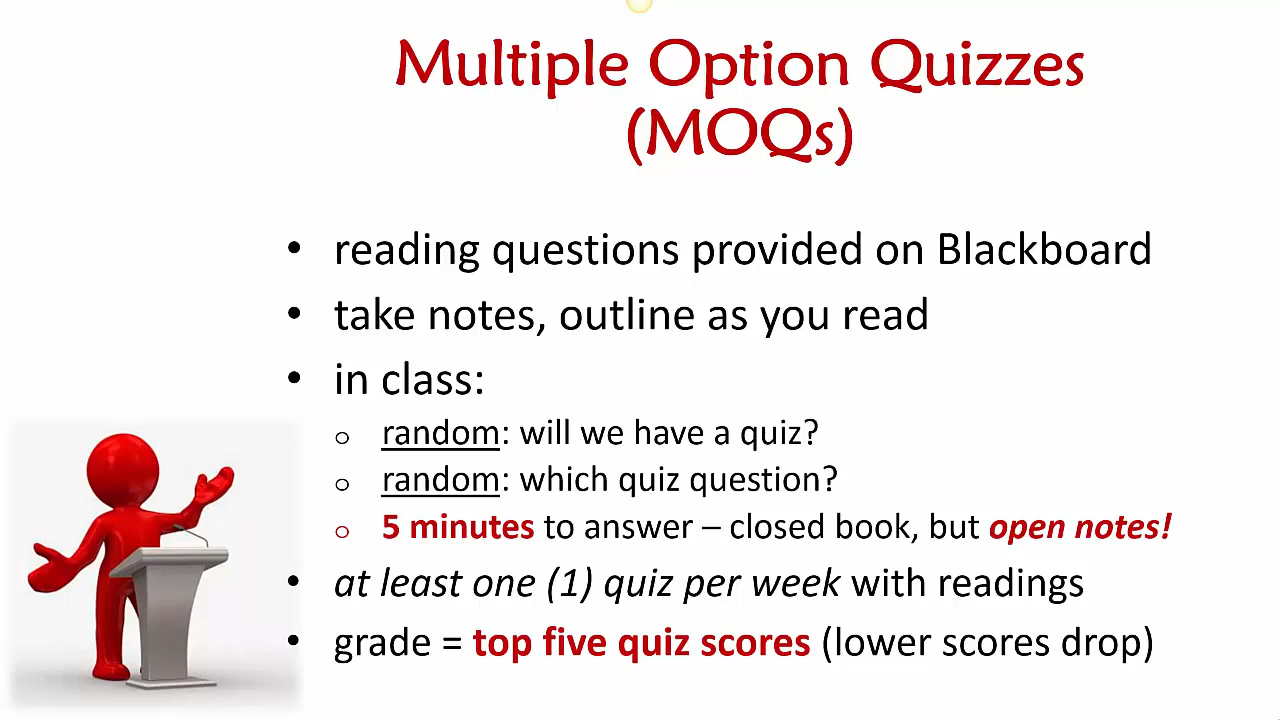 Multiple Option Quizzes
(MOQs)
• reading questions provided on Blackboard
• take notes, outline as you read
• in class:
o random: will we have a quiz?
o random: which quiz question?
o 5 minutes to answer – closed book, but open notes!
• at least one (1) quiz per week with readings
• grade = top five quiz scores (lower scores drop)